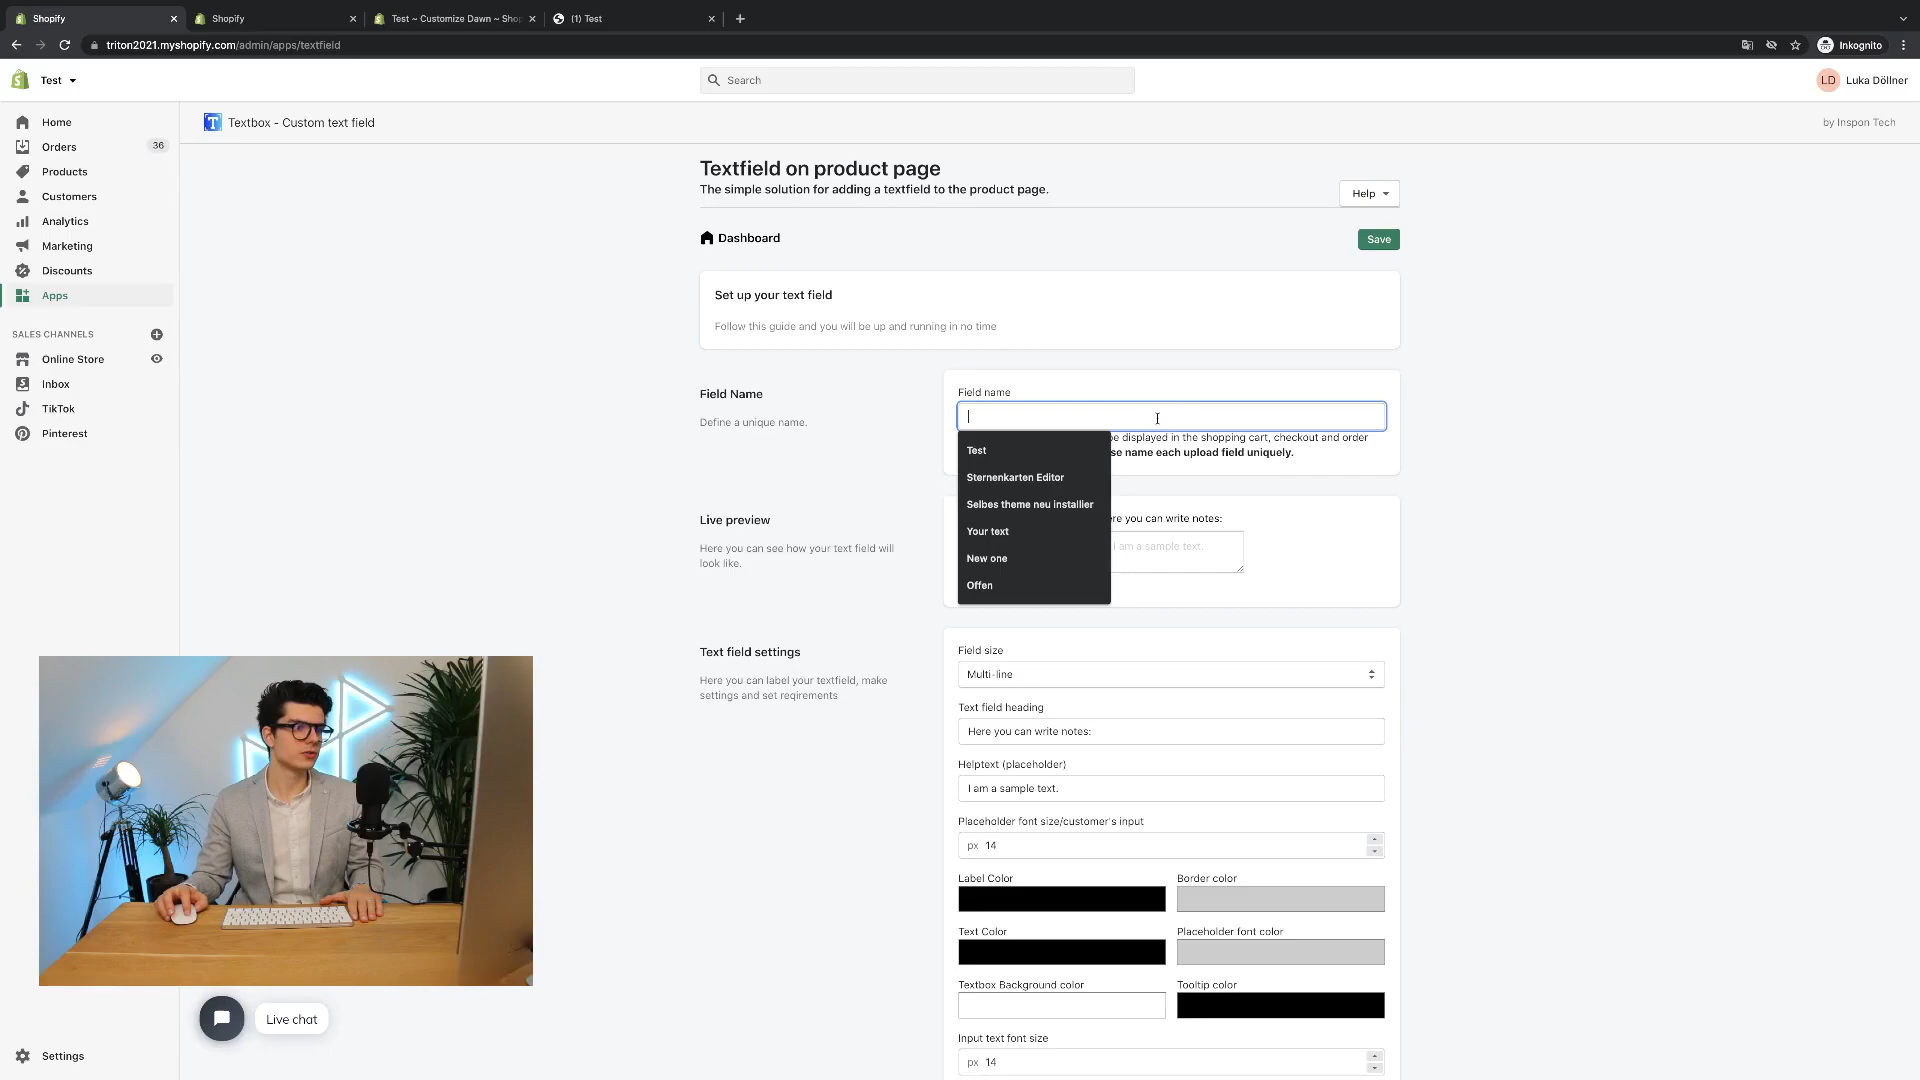 Shopify
Shopify
Test ~ Customize Dawn ~ Shop
(1) Test
triton2021.myshopify.com/admin/apps/textfield
Inkognito
Test
Search
LD
Luka Döllner
Home
Orders
36
Products
Customers
Analytics
Marketing
Discounts
Apps
SALES CHANNELS
Online Store
Inbox
TikTok
Pinterest
Settings
T
Textbox - Custom text field
by Inspon Tech
Textfield on product page
The simple solution for adding a textfield to the product page.
Help
Dashboard
Save
Set up your text field
Follow this guide and you will be up and running in no time
Field Name
Define a unique name.
Field name
be displayed in the shopping cart, checkout and order
se name each upload field uniquely.
Test
Sternenkarten Editor
Selbes theme neu installier
Your text
New one
Offen
Live preview
Here you can see how your text field will
look like.
ere you can write notes:
I am a sample text.
Text field settings
Here you can label your textfield, make
settings and set reqirements
Field size
Multi-line
Text field heading
Here you can write notes:
Helptext (placeholder)
I am a sample text.
Placeholder font size/customer's input
px 14
Label Color
Border color
Text Color
Placeholder font color
Textbox Background color
Tooltip color
Input text font size
px 14
Live chat